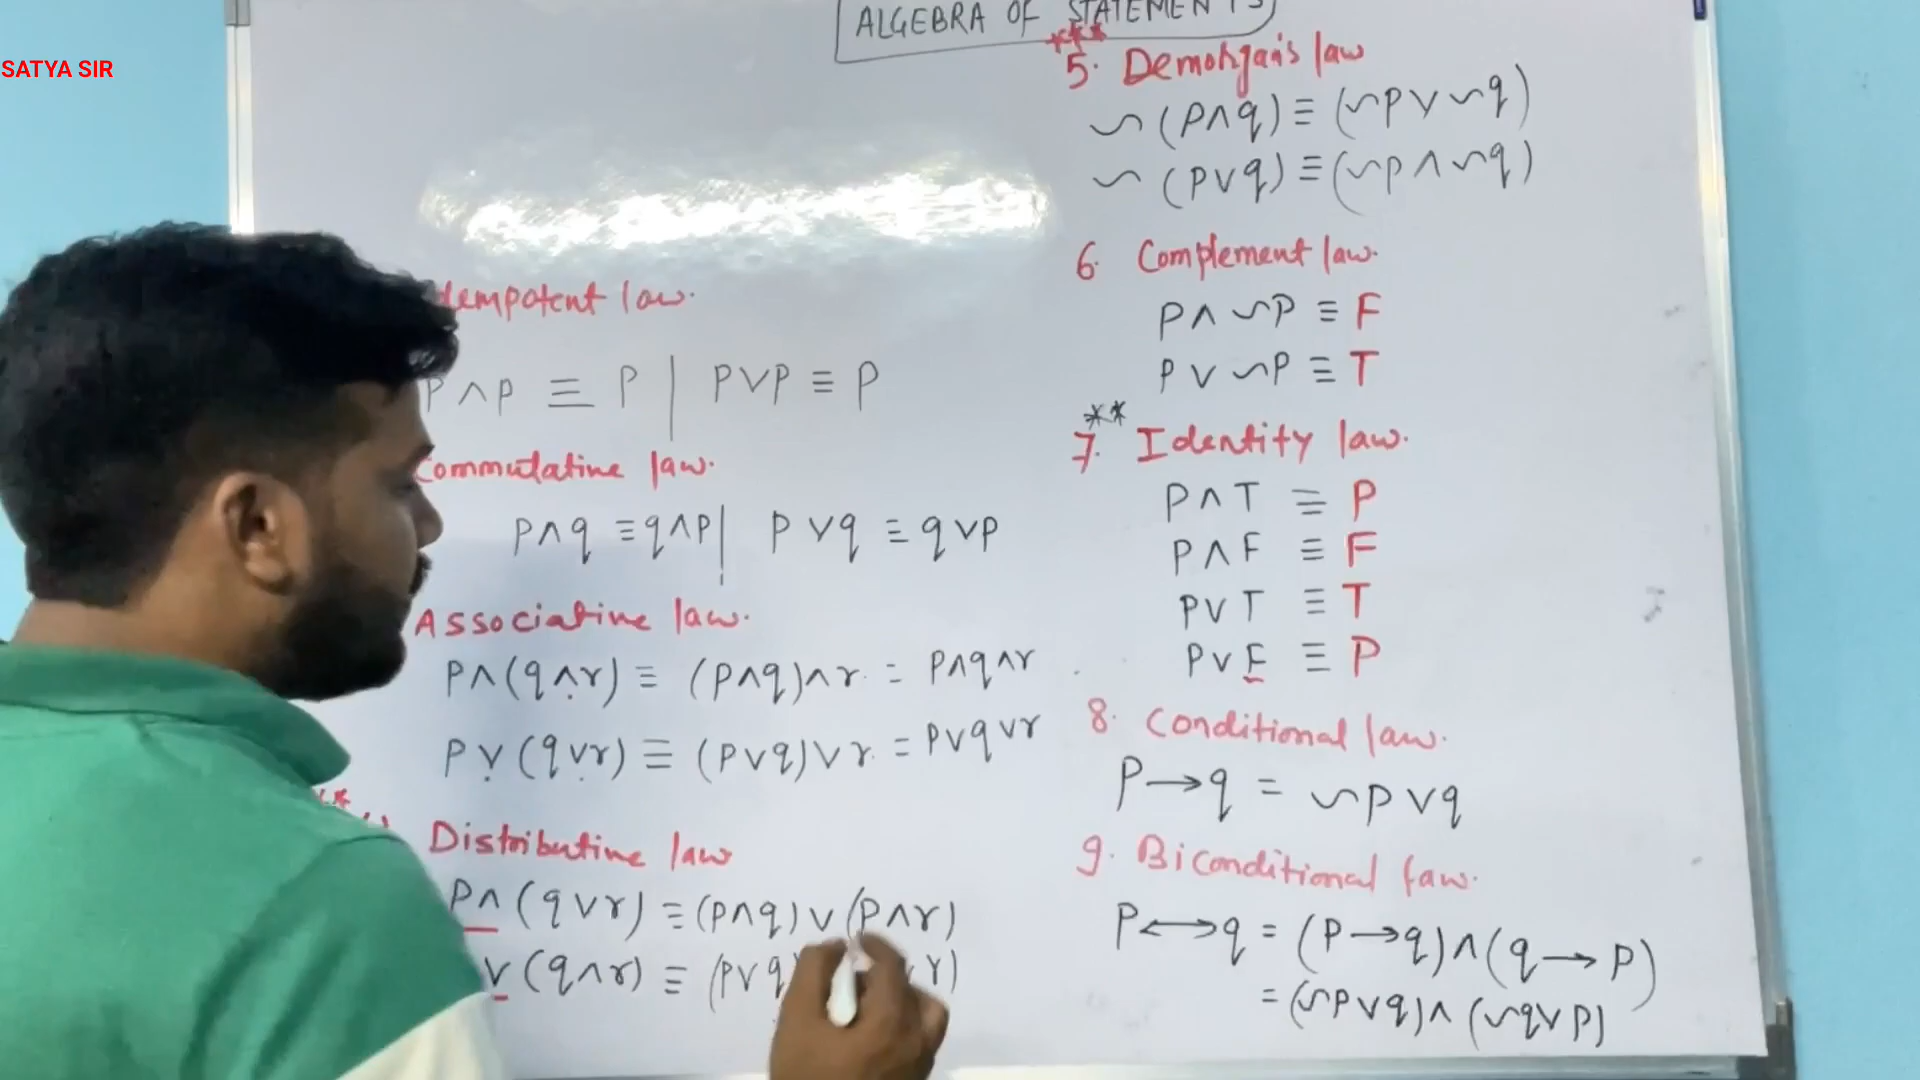 SATYA SIR
ALGEBRA OF STATEMENTS
dempotent law.
P ∧ P ≡ P | P ∨ P ≡ P
Commutative law.
P ∧ q ≡ q ∧ P | P ∨ q ≡ q ∨ P
Associative law.
P ∧ (q ∧ r) ≡ (P ∧ q) ∧ r = P ∧ q ∧ r
P ∨ (q ∨ r) ≡ (P ∨ q) ∨ r = P ∨ q ∨ r
Distributive law
P ∧ (q ∨ r) ≡ (P ∧ q) ∨ (P ∧ r)
∨ (q ∧ r) ≡ (P ∨ q r)
***
5. Demorgan's law
~ (P ∧ q) ≡ (~P ∨ ~q)
~ (P ∨ q) ≡ (~P ∧ ~q)
6. Complement law.
P ∧ ~P ≡ F
P ∨ ~P ≡ T
**
7. Identity law.
P ∧ T ≡ P
P ∧ F ≡ F
P ∨ T ≡ T
P ∨ F ≡ P
8. Conditional law.
P → q = ~P ∨ q
9. Biconditional law.
P ↔ q = (P → q) ∧ (q → P)
= (~P ∨ q) ∧ (~q ∨ P)